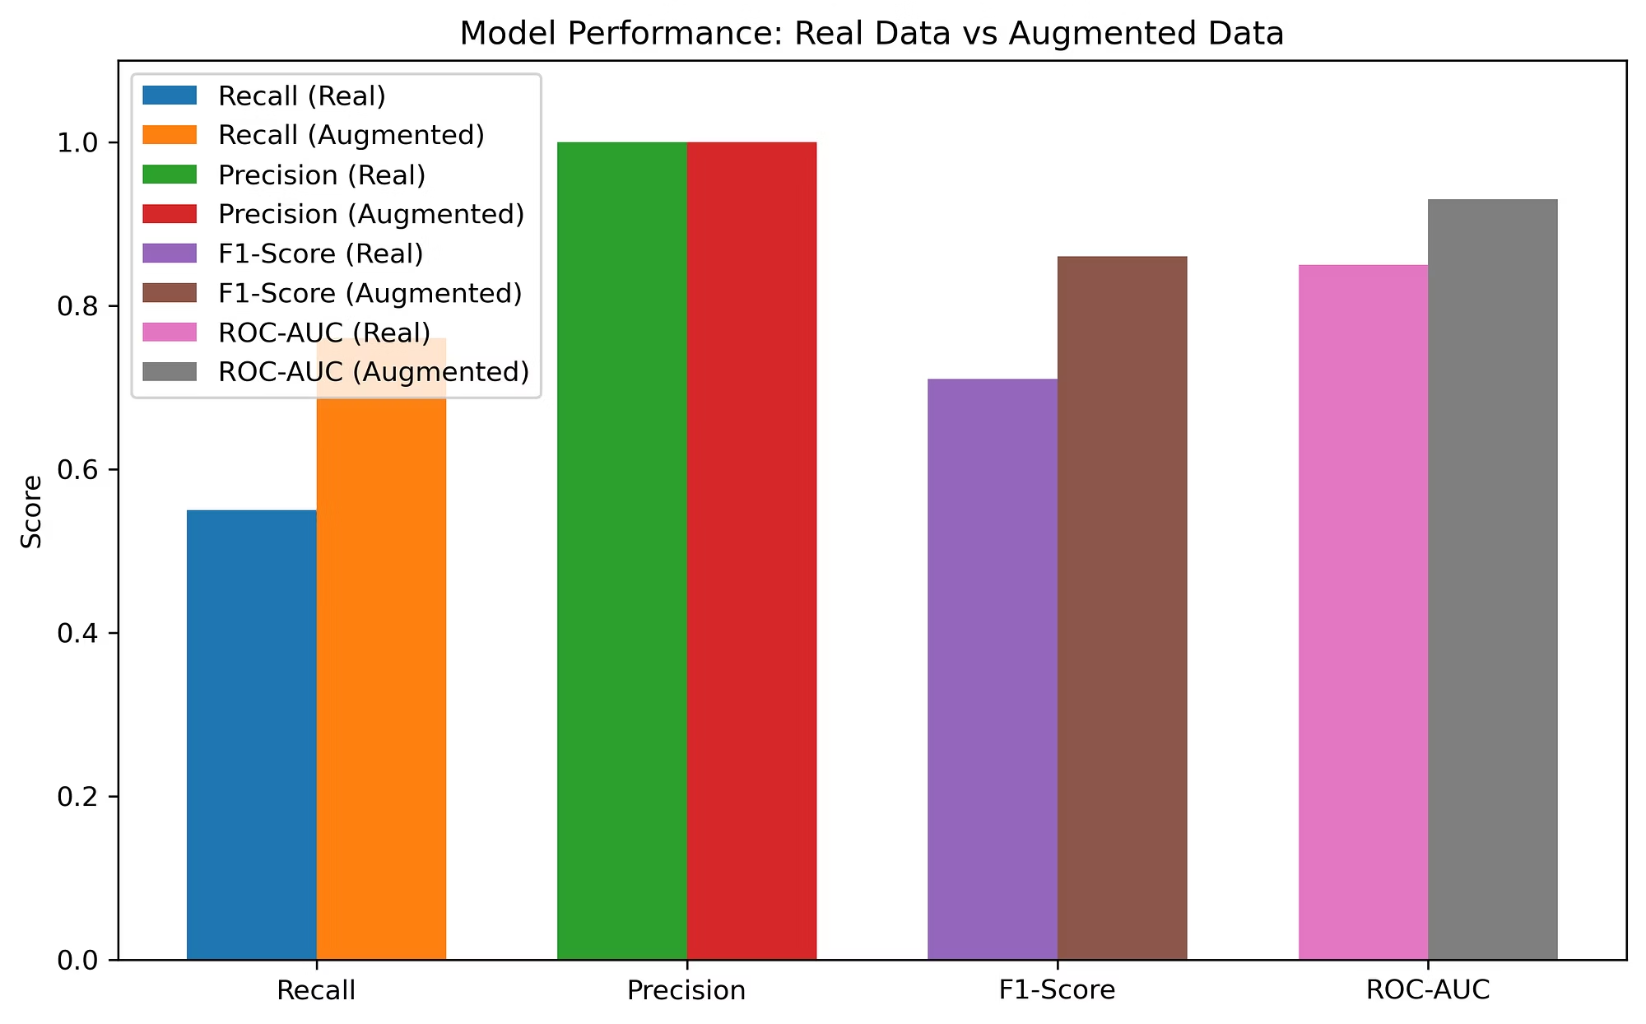 Model Performance: Real Data vs Augmented Data
Recall (Real)
Recall (Augmented)
Precision (Real)
Precision (Augmented)
F1-Score (Real)
F1-Score (Augmented)
ROC-AUC (Real)
ROC-AUC (Augmented)
1.0
0.8
0.6
0.4
0.2
0.0
Score
Recall
Precision
F1-Score
ROC-AUC